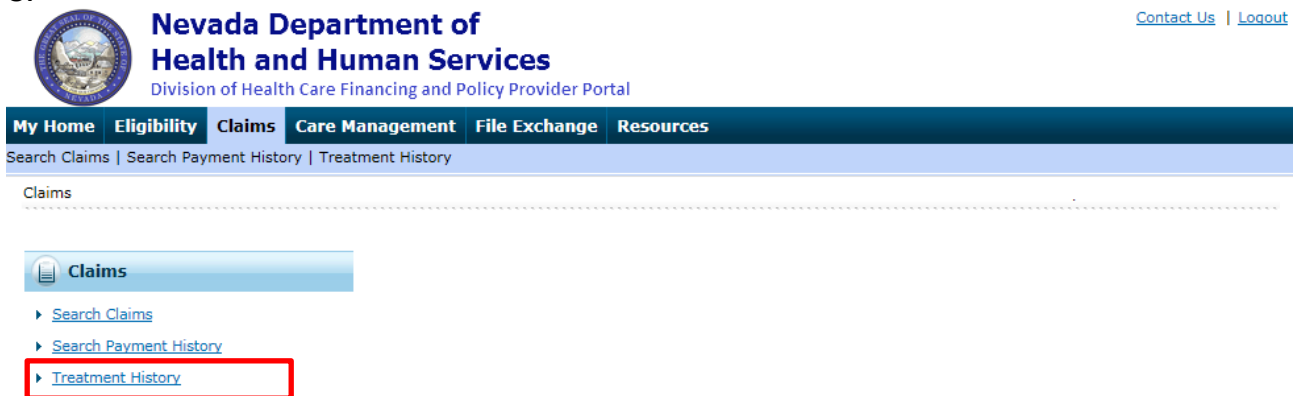 Nevada Department of
Contact Us | Logout
Health and Human Services
Division of Health Care Financing and Policy Provider Portal
My Home Eligibility Claims Care Management File Exchange Resources
Search Claims | Search Payment History | Treatment History
Claims
Claims
Search Claims
Search Payment History
Treatment History